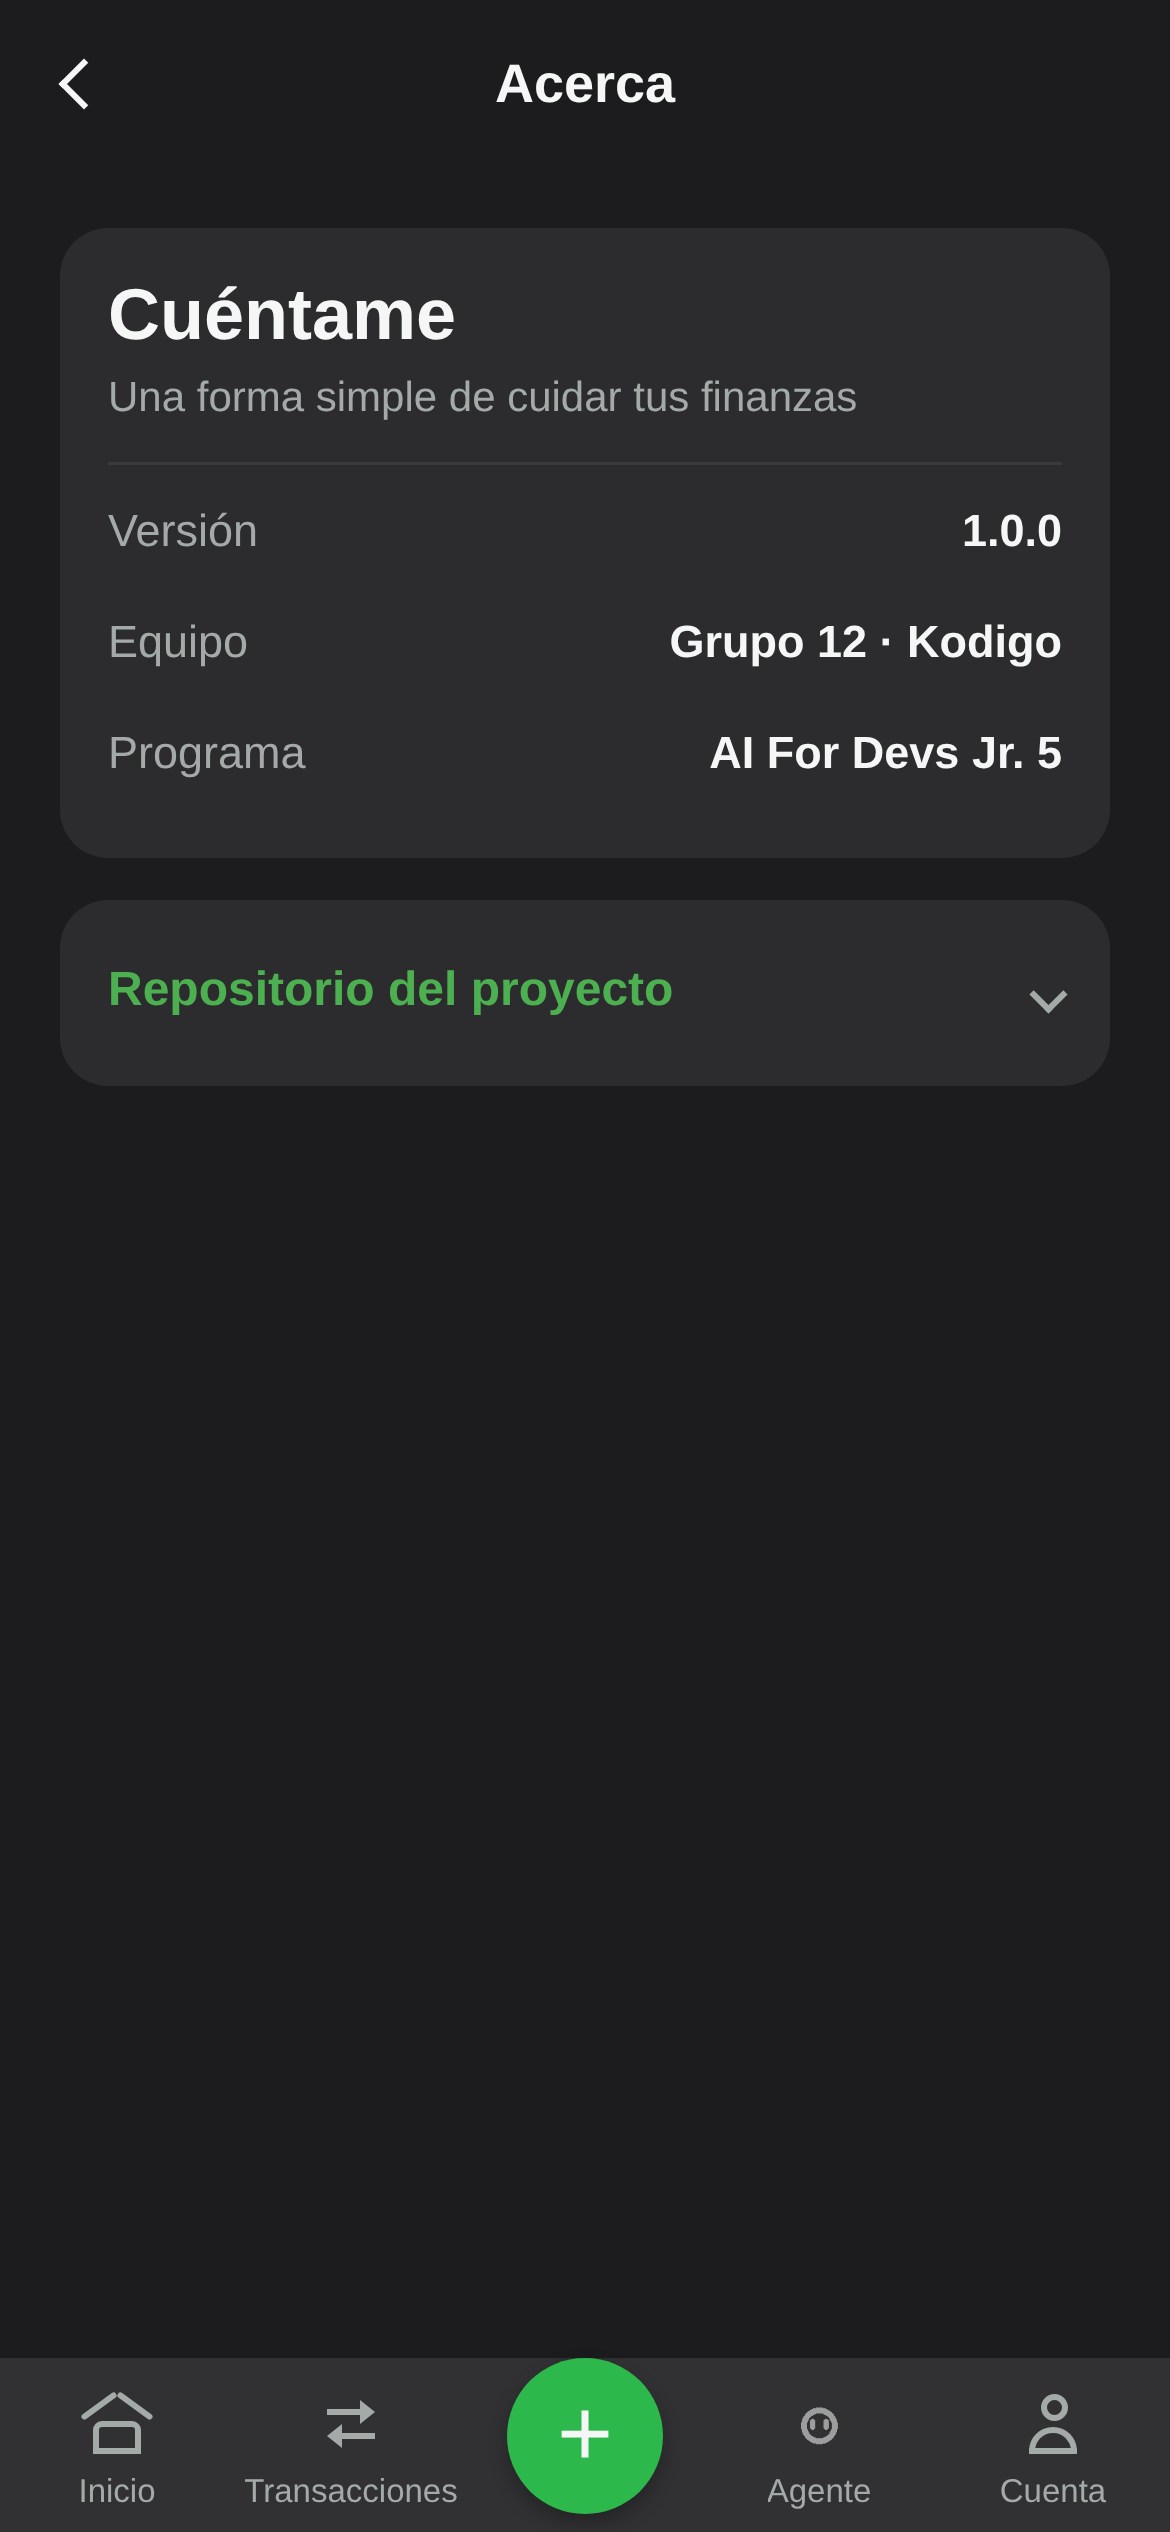 Acerca
Cuéntame
Una forma simple de cuidar tus finanzas
Versión 1.0.0
Equipo Grupo 12 · Kodigo
Programa AI For Devs Jr. 5
Repositorio del proyecto
Inicio Transacciones Agente Cuenta